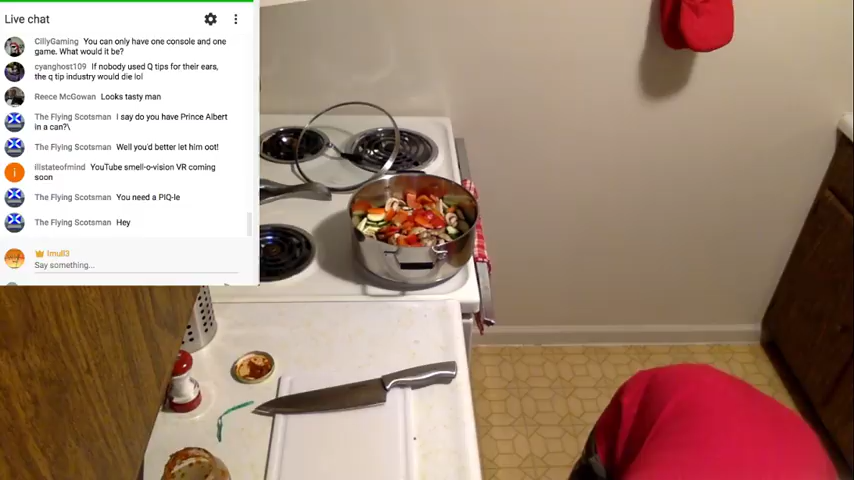 Live chat
CillyGaming You can only have one console and one
game. What would it be?
cyanghost109 If nobody used Q tips for their ears,
the q tip industry would die lol
Reece McGowan Looks tasty man
The Flying Scotsman I say do you have Prince Albert
in a can?\
The Flying Scotsman Well you'd better let him oot!
illstateofmind YouTube smell-o-vision VR coming
soon
The Flying Scotsman You need a PIQ-le
The Flying Scotsman Hey
lmull3
Say something...